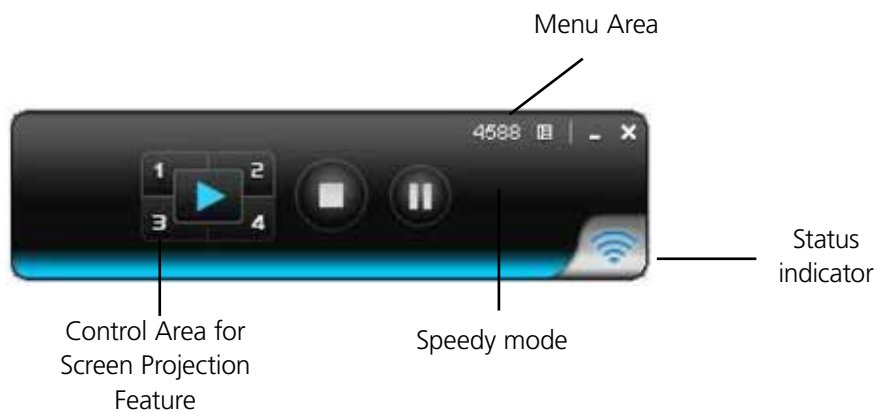 Menu Area
4588
1 2
3 4
Status
indicator
Control Area for
Screen Projection
Feature
Speedy mode